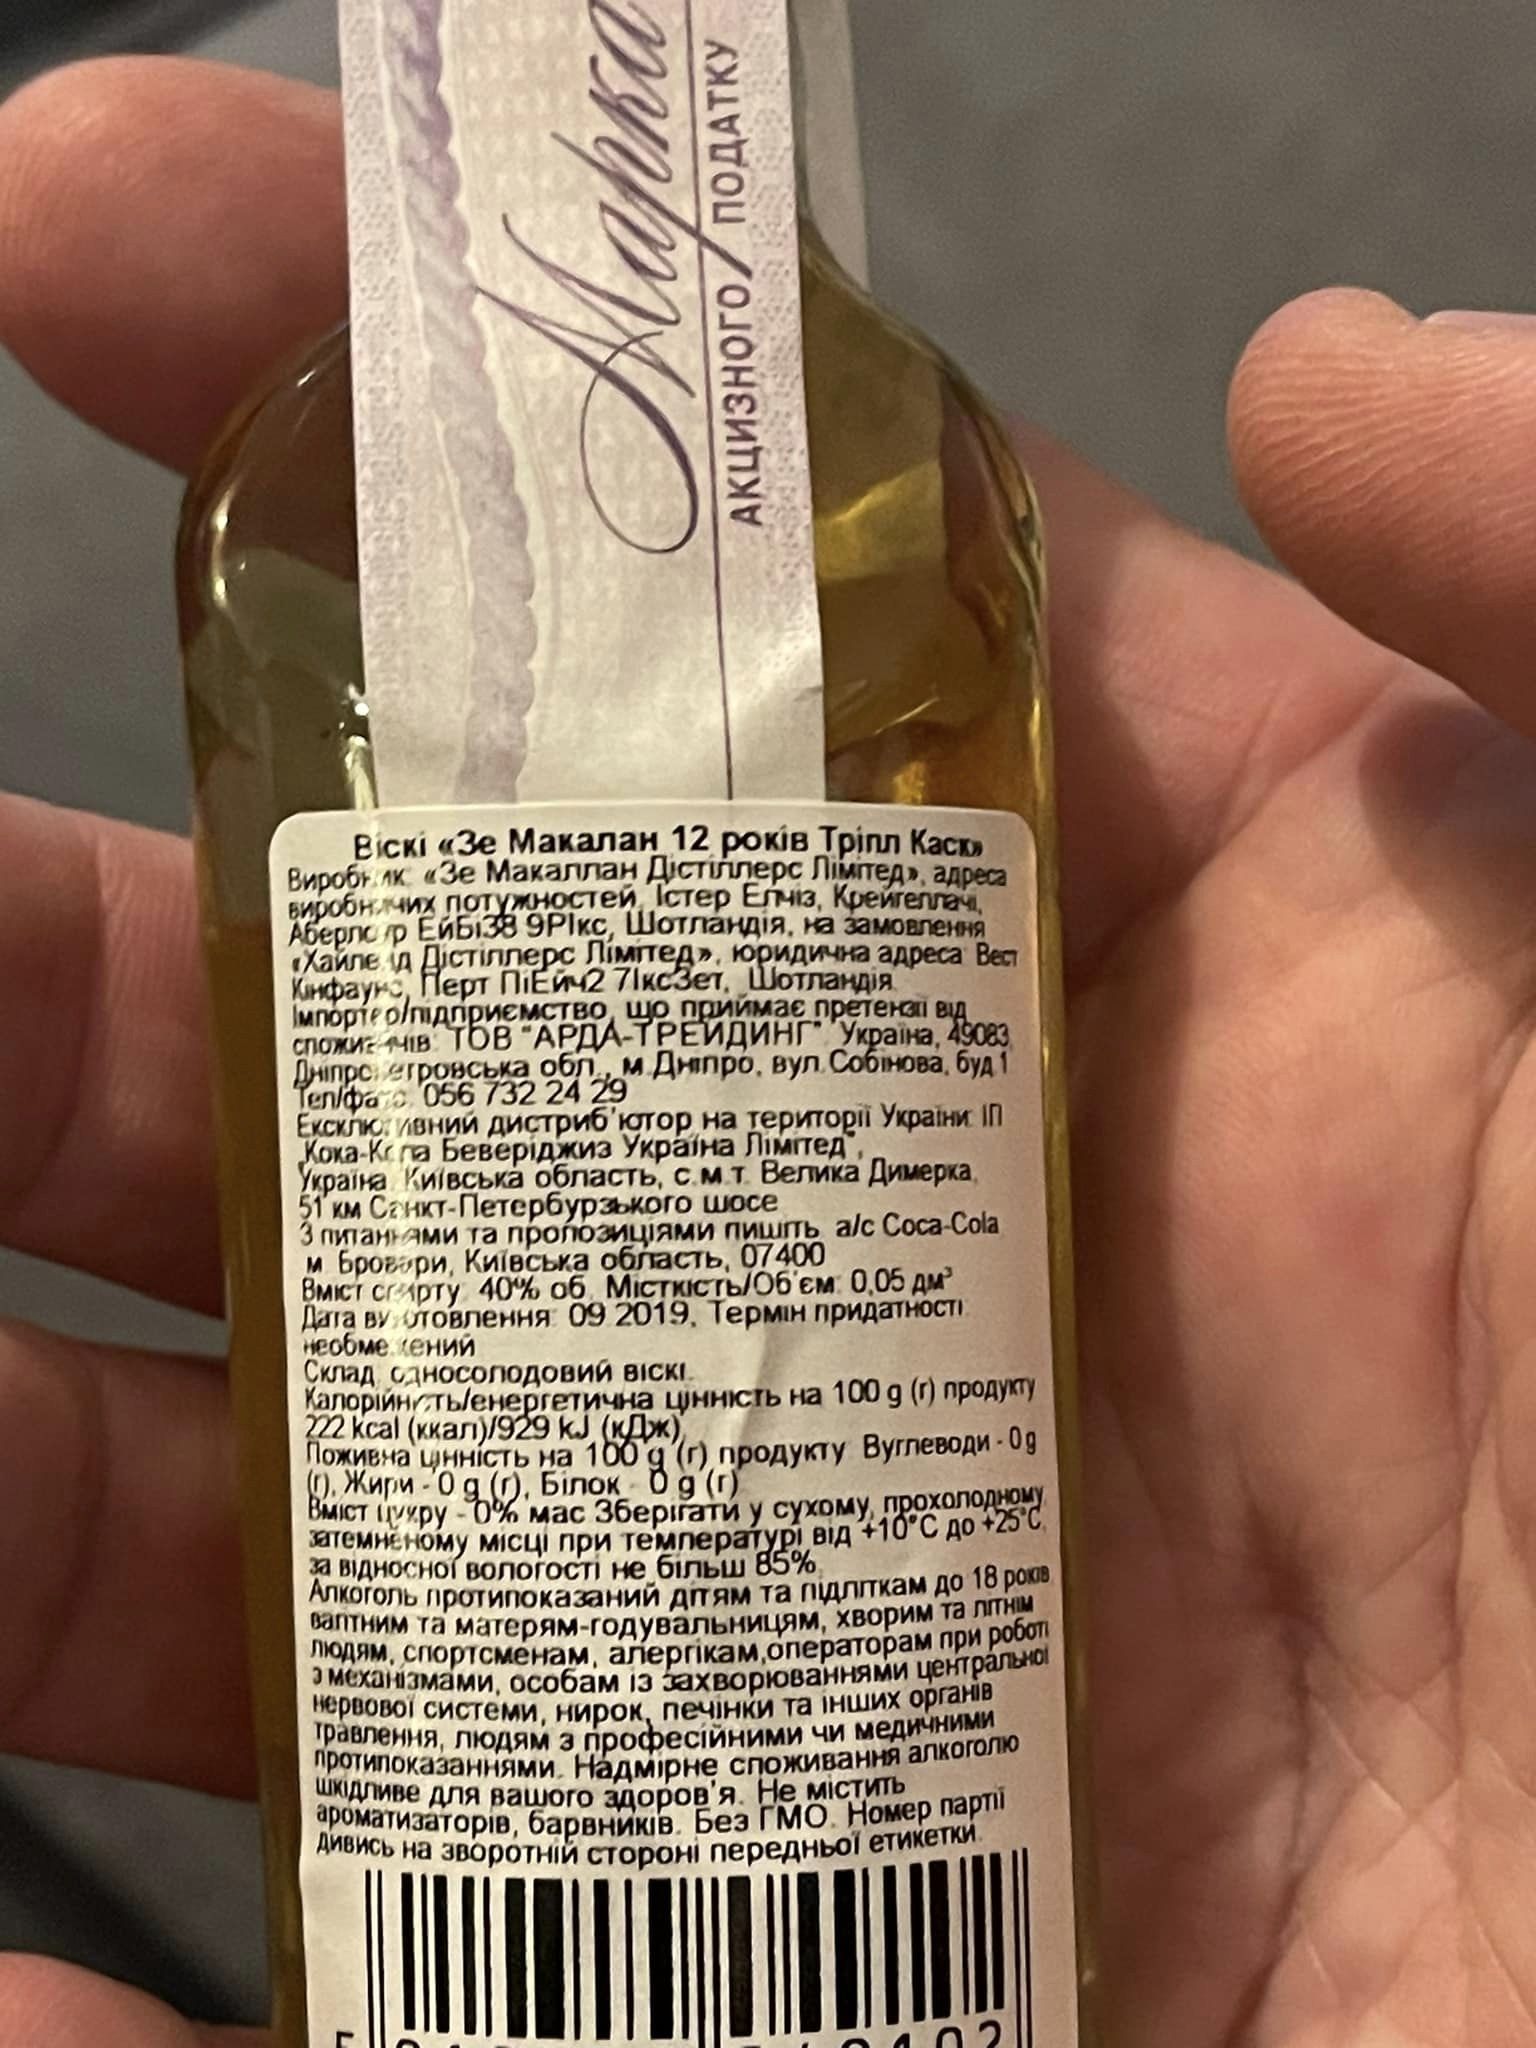 Марка
АКЦИЗНОГО ПОДАТКУ
Віскі «Зе Макалан 12 років Тріпл Каск»
Виробник: «Зе Макаллан Дістіллерс Лімітед», адреса
виробничих потужностей, Істер Елчіз, Крейгеллачі,
Аберлоур ЕйБі38 9РІкс, Шотландія, на замовлення
«Хайленд Дістіллерс Лімітед», юридична адреса: Вест
Кінфаунс, Перт ПіЕйч2 7Ікс3ет, Шотландія.
Імпортер/підприємство, що приймає претензії від
споживачів: ТОВ "АРДА-ТРЕЙДИНГ" Україна, 49083,
Дніпропетровська обл., м.Дніпро, вул.Собінова, буд 1
Тел/факс: 056 732 24 29
Ексклюзивний дистриб'ютор на території України: ІП
„Кока-Кола Беверіджиз Україна Лімітед",
Україна, Київська область, с.м.т. Велика Димерка,
51 км Санкт-Петербурзького шосе
З питаннями та пропозиціями пишіть: а/с Coca-Cola
м. Бровари, Київська область, 07400
Вміст спирту: 40% об. Місткість/Об'єм: 0,05 дм³
Дата виготовлення: 09 2019, Термін придатності:
необмежений
Склад: односолодовий віскі.
Калорійність/енергетична цінність на 100 g (г) продукту
222 kcal (ккал)/929 kJ (кДж),
Поживна цінність на 100 g (г) продукту Вуглеводи - 0 g
(г), Жири - 0 g (г), Білок - 0 g (г)
Вміст цукру - 0% мас Зберігати у сухому, прохолодному,
затемненому місці при температурі від +10°С до +25°С,
за відносної вологості не більш 85%
Алкоголь протипоказаний дітям та підліткам до 18 років
вагітним та матерям-годувальницям, хворим та літнім
людям, спортсменам, алергікам,операторам при роботі
з механізмами, особам із захворюваннями центральної
нервової системи, нирок, печінки та інших органів
травлення, людям з професійними чи медичними
протипоказаннями. Надмірне споживання алкоголю
шкідливе для вашого здоров'я. Не містить
ароматизаторів, барвників. Без ГМО. Номер партії
дивись на зворотній стороні передньої етикетки.